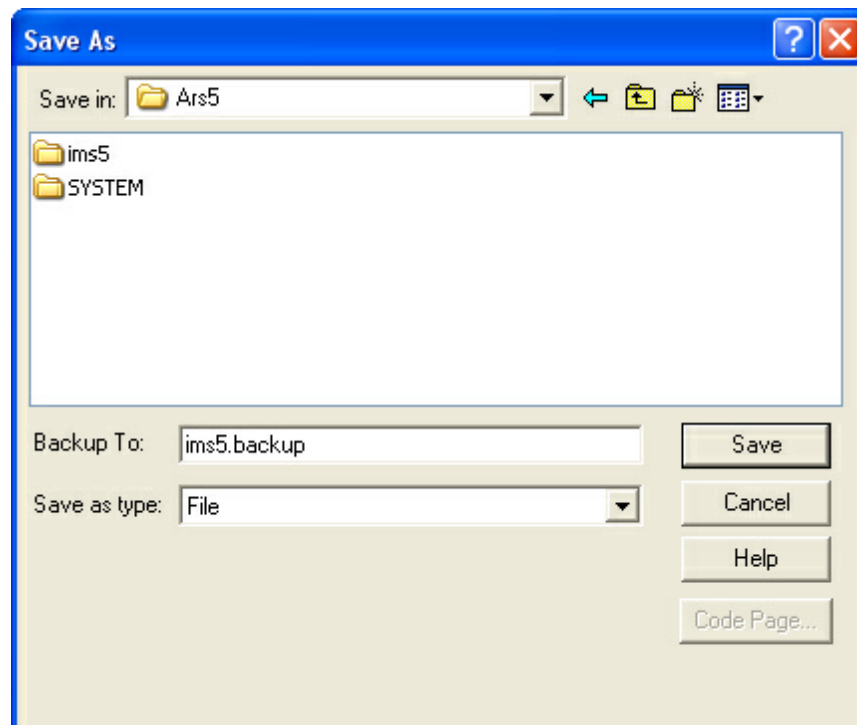 Save As
Save in: Ars5
ims5
SYSTEM
Backup To: ims5.backup Save
Save as type: File Cancel
Help
Code Page...